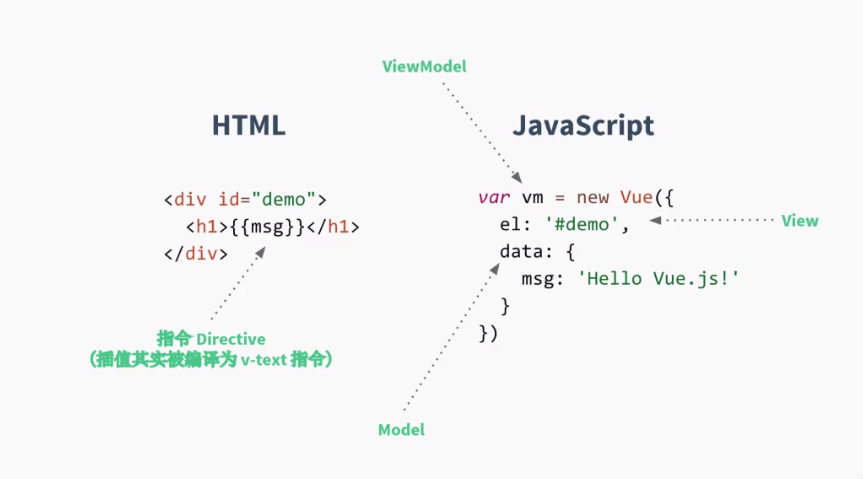 ViewModel
HTML
JavaScript
<div id="demo">
<h1>{{msg}}</h1>
</div>
指令 Directive
（插值其实被编译为 v-text 指令）
var vm = new Vue({
el: '#demo',
data: {
msg: 'Hello Vue.js!'
}
})
View
Model